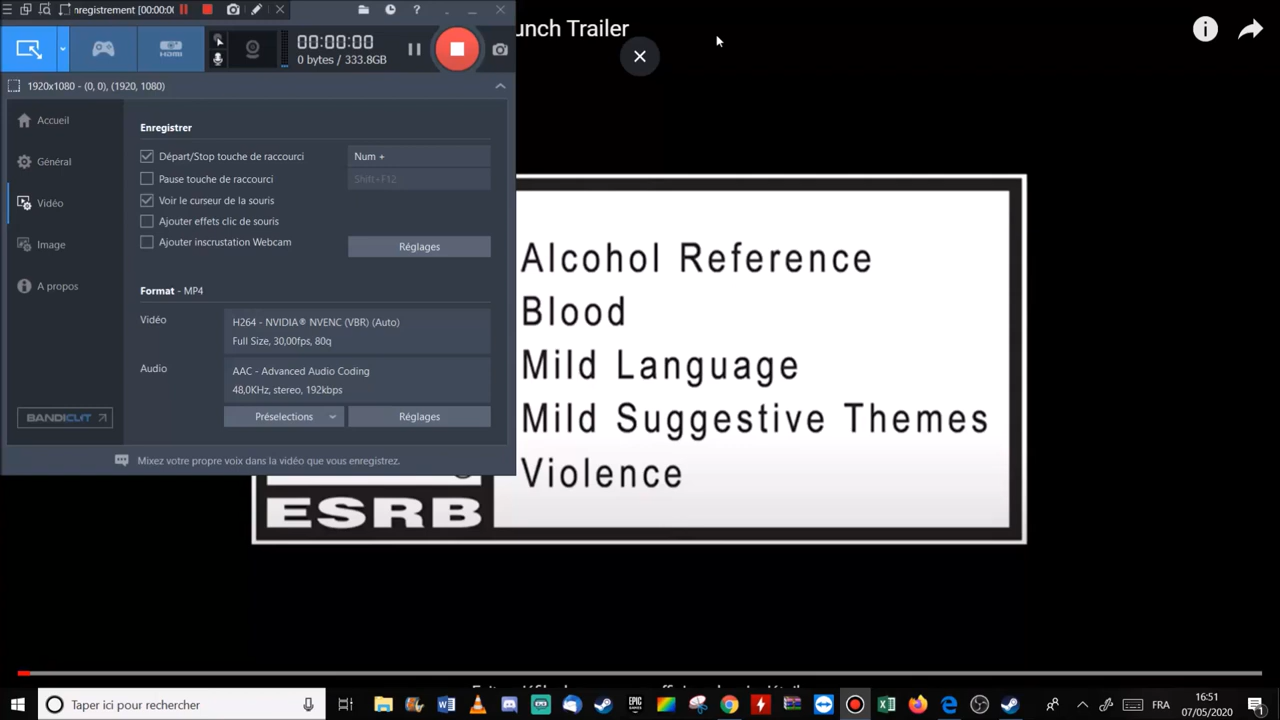 nregistrement [00:00:00
unch Trailer
00:00:00
0 bytes / 333.8GB
HDMI
1920x1080 - (0, 0), (1920, 1080)
Accueil
Général
Vidéo
Image
A propos
BANDICUT
Enregistrer
Départ/Stop touche de raccourci
Num +
Pause touche de raccourci
Shift+F12
Voir le curseur de la souris
Ajouter effets clic de souris
Ajouter inscrustation Webcam
Réglages
Format - MP4
Vidéo
H264 - NVIDIA® NVENC (VBR) (Auto)
Full Size, 30,00fps, 80q
Audio
AAC - Advanced Audio Coding
48,0KHz, stereo, 192kbps
Préselections
Réglages
Mixez votre propre voix dans la vidéo que vous enregistrez.
Alcohol Reference
Blood
Mild Language
Mild Suggestive Themes
Violence
ESRB
Taper ici pour rechercher
EPIC
FRA
16:51
07/05/2020
1